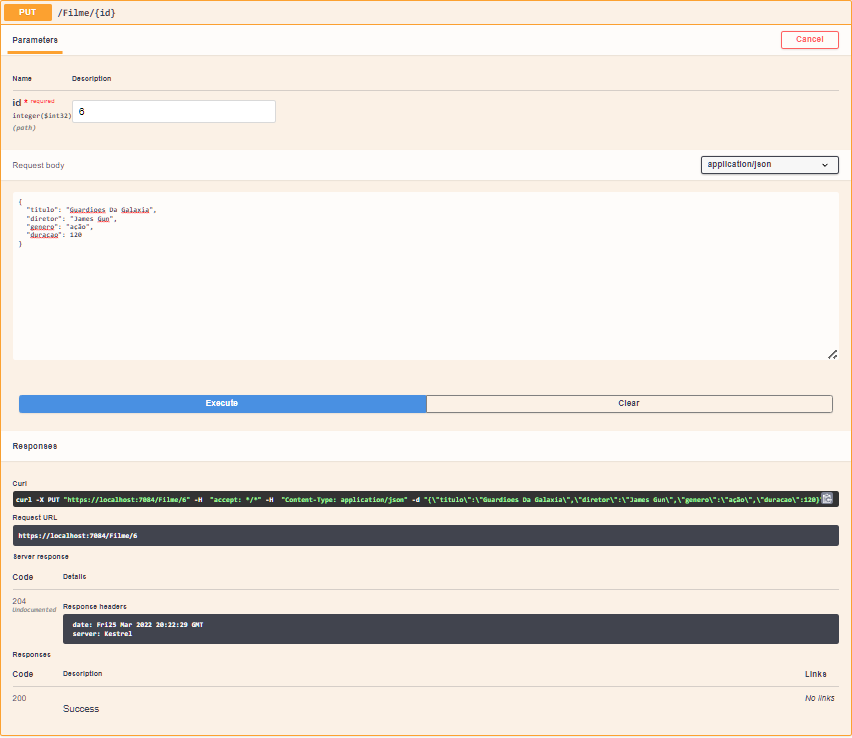 PUT /Filme/{id}
Parameters
Cancel
Name Description
id * required
integer($int32)
(path)
6
Request body
application/json
{
"titulo": "Guardioes Da Galaxia",
"diretor": "James Gun",
"genero": "ação",
"duracao": 120
}
Execute
Clear
Responses
Curl
curl -X PUT "https://localhost:7084/Filme/6" -H "accept: */*" -H "Content-Type: application/json" -d "{\"titulo\":\"Guardioes Da Galaxia\",\"diretor\":\"James Gun\",\"genero\":\"ação\",\"duracao\":120}
Request URL
https://localhost:7084/Filme/6
Server response
Code Details
204
Undocumented
Response headers
date: Fri25 Mar 2022 20:22:29 GMT
server: Kestrel
Responses
Code Description Links
200
Success
No links